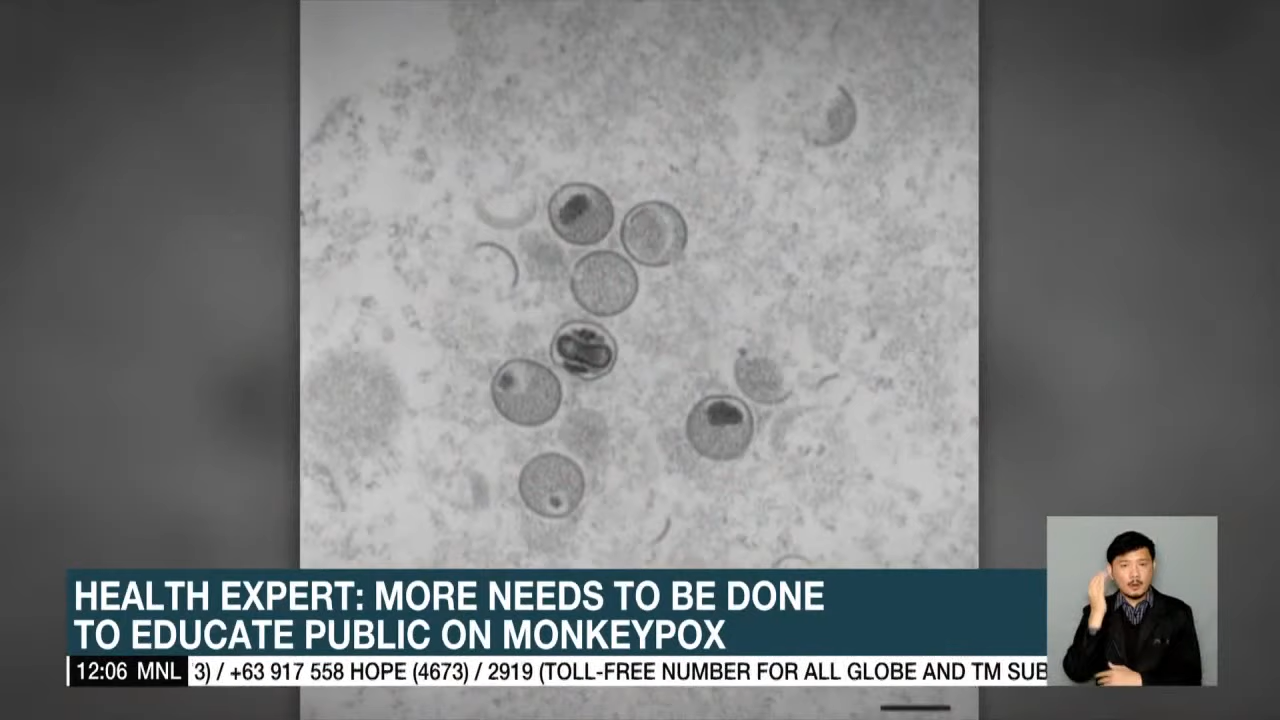 HEALTH EXPERT: MORE NEEDS TO BE DONE
TO EDUCATE PUBLIC ON MONKEYPOX
12:06 MNL 3) / +63 917 558 HOPE (4673) / 2919 (TOLL-FREE NUMBER FOR ALL GLOBE AND TM SUB